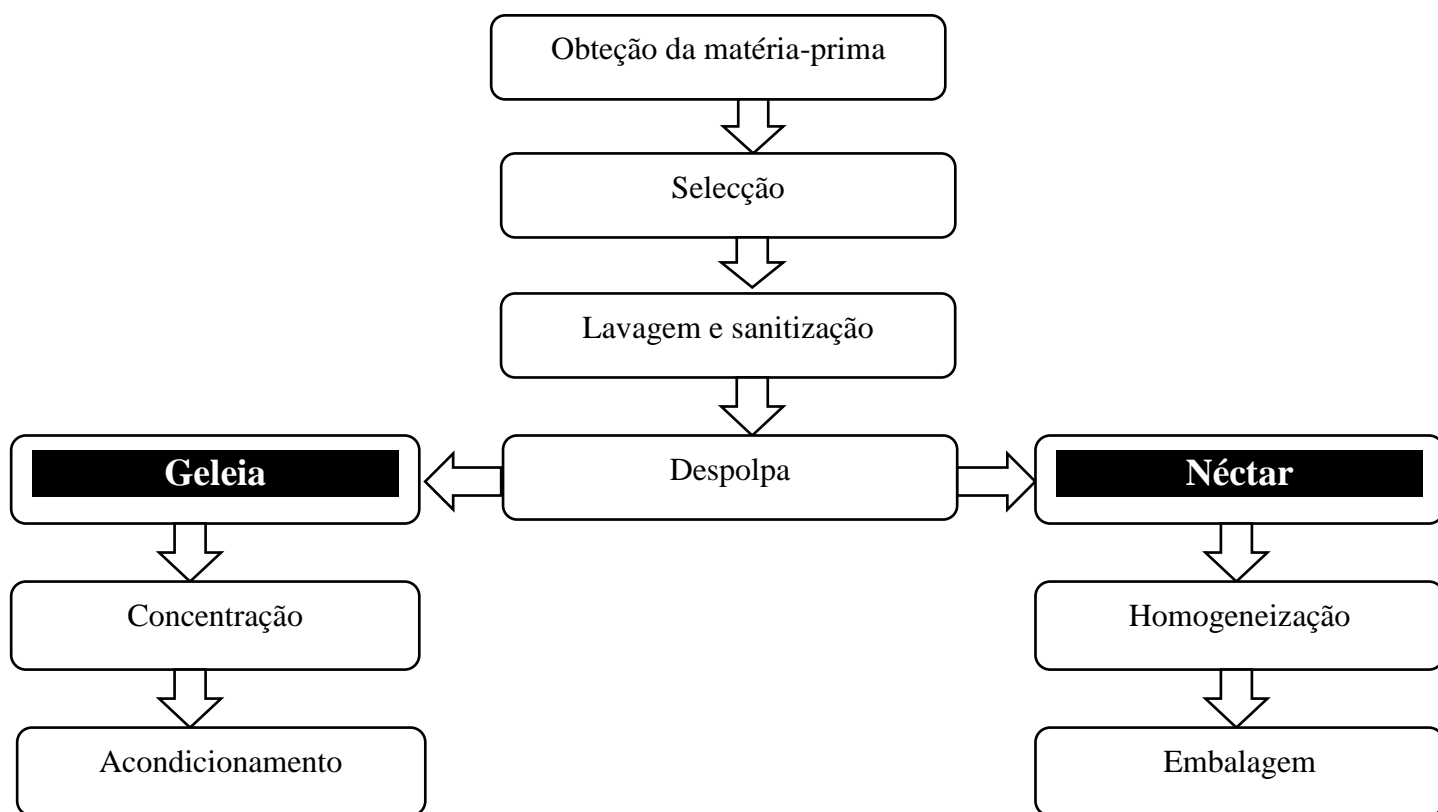 Obteção da matéria-prima
Selecção
Lavagem e sanitização
Geleia
Despolpa
Néctar
Concentração
Homogeneização
Acondicionamento
Embalagem